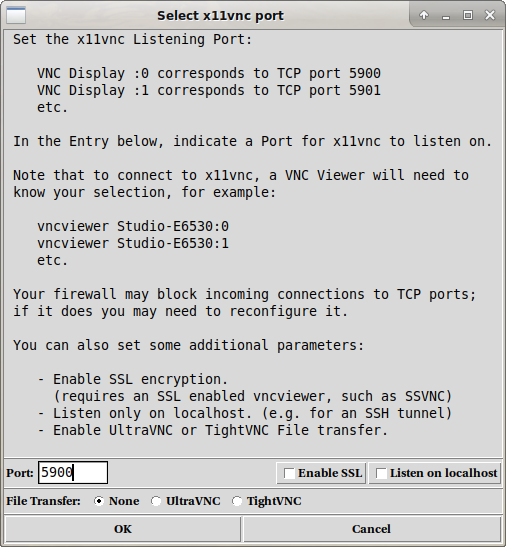 Select x11vnc port
Set the x11vnc Listening Port:
VNC Display :0 corresponds to TCP port 5900
VNC Display :1 corresponds to TCP port 5901
etc.
In the Entry below, indicate a Port for x11vnc to listen on.
Note that to connect to x11vnc, a VNC Viewer will need to
know your selection, for example:
vncviewer Studio-E6530:0
vncviewer Studio-E6530:1
etc.
Your firewall may block incoming connections to TCP ports;
if it does you may need to reconfigure it.
You can also set some additional parameters:
- Enable SSL encryption.
(requires an SSL enabled vncviewer, such as SSVNC)
- Listen only on localhost. (e.g. for an SSH tunnel)
- Enable UltraVNC or TightVNC File transfer.
Port: 5900 Enable SSL Listen on localhost
File Transfer: None UltraVNC TightVNC
OK Cancel